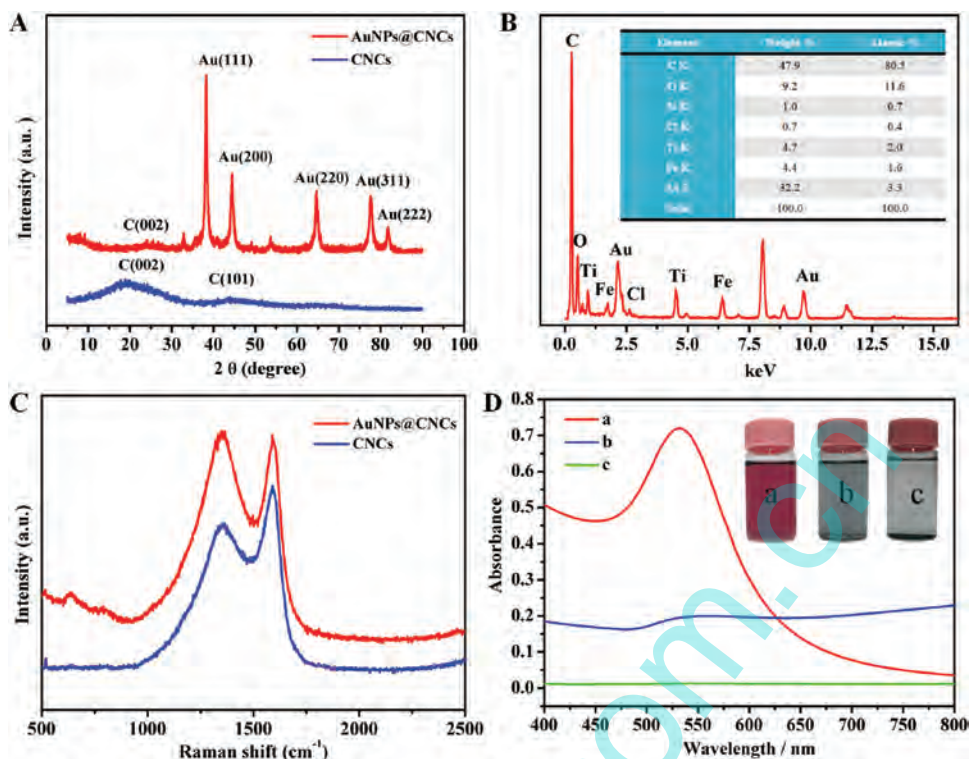 A
AuNPs@CNCs
CNCs
Au(111)
Au(200)
Au(220)
Au(311)
Au(222)
C(002)
C(002)
C(101)
Intensity (a.u.)
0 10 20 30 40 50 60 70 80 90 100
2 θ (degree)
B
C
O
Ti
Fe
Au
Cl
Ti
Fe
Au
Element Weight %
47.9 80.5
9.2 11.6
1.0 0.7
0.7 0.4
4.7 2.0
4.4 1.6
32.2 3.3
100.0 100.0
0.0 2.5 5.0 7.5 10.0 12.5 15.0
keV
C
AuNPs@CNCs
CNCs
Intensity (a.u.)
500 1000 1500 2000 2500
Raman shift (cm⁻¹)
D
a
b
c
a b c
Absorbance
0.8
0.7
0.6
0.5
0.4
0.3
0.2
0.1
0.0
400 450 500 550 600 650 700 750 800
Wavelength / nm
om.cn